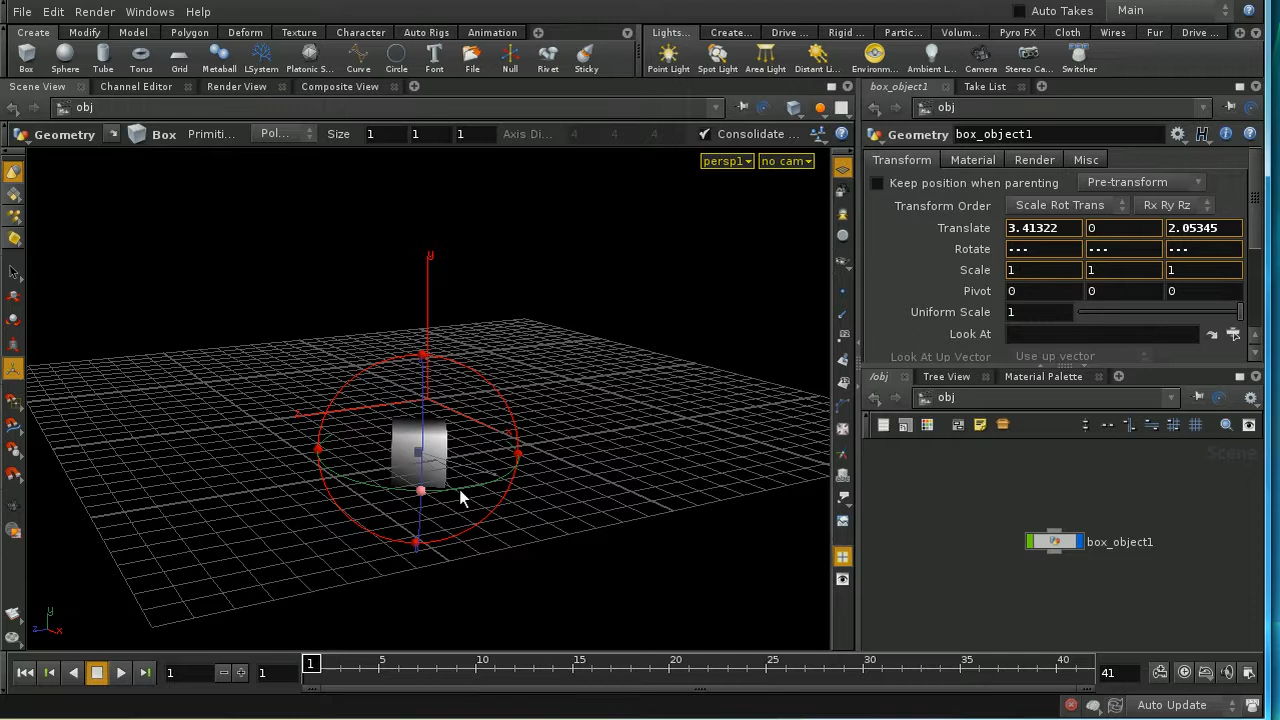 File Edit Render Windows Help Auto Takes Main
Create Modify Model Polygon Deform Texture Character Auto Rigs Animation Lights... Create... Drive ... Rigid ... Partic... Volum... Pyro FX Cloth Wires Fur Drive ...
Box Sphere Tube Torus Grid Metaball LSystem Platonic S... Curve Circle Font File Null Rivet Sticky Point Light Spot Light Area Light Distant Li... Environm... Ambient L... Camera Stereo Ca... Switcher
Scene View Channel Editor Render View Composite View box_object1 Take List
obj obj
Geometry Box Primiti... Pol... Size 1 1 1 Axis Di... 4 4 4 Consolidate ... Geometry box_object1
persp1 no cam Transform Material Render Misc
Keep position when parenting Pre-transform
Transform Order Scale Rot Trans Rx Ry Rz
Translate 3.41322 0 2.05345
Rotate --- --- ---
y
Scale 1 1 1
Pivot 0 0 0
Uniform Scale 1
Look At
Look At Up Vector Use up vector
/obj Tree View Material Palette
obj
z
Scene
box_object1
y
z x
1 1 1 5 10 15 20 25 30 35 40 41
Auto Update